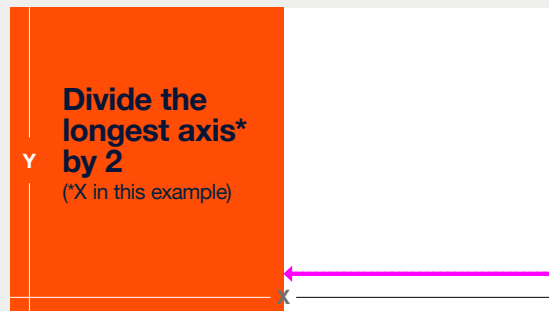 Divide the
longest axis*
Y
by 2
(*X in this example)
X